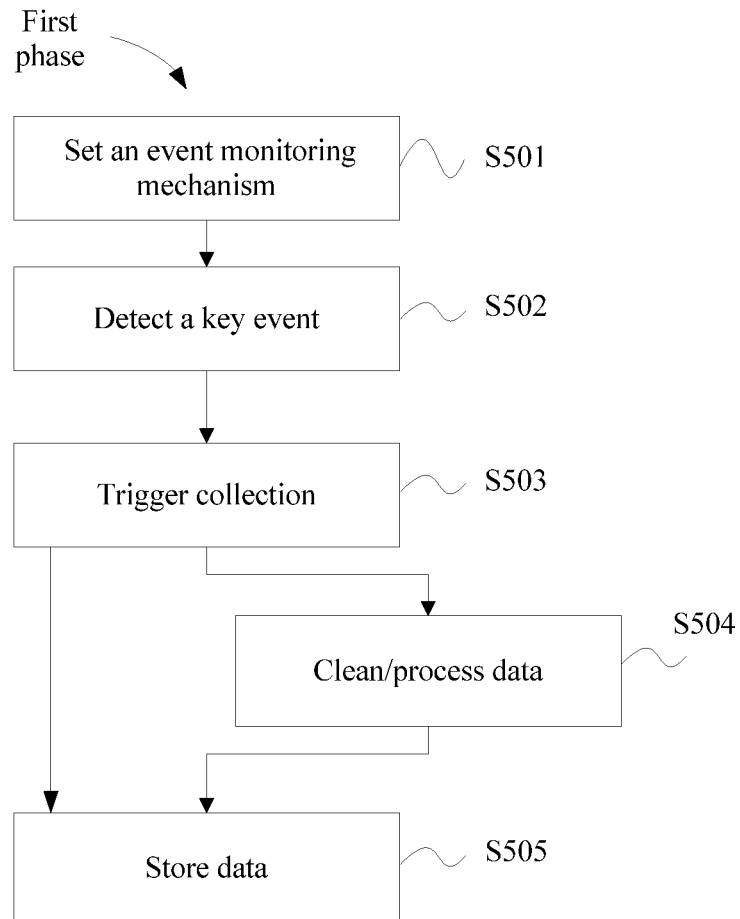 First
phase
Set an event monitoring
mechanism
S501
Detect a key event
S502
Trigger collection
S503
S504
Clean/process data
Store data
S505